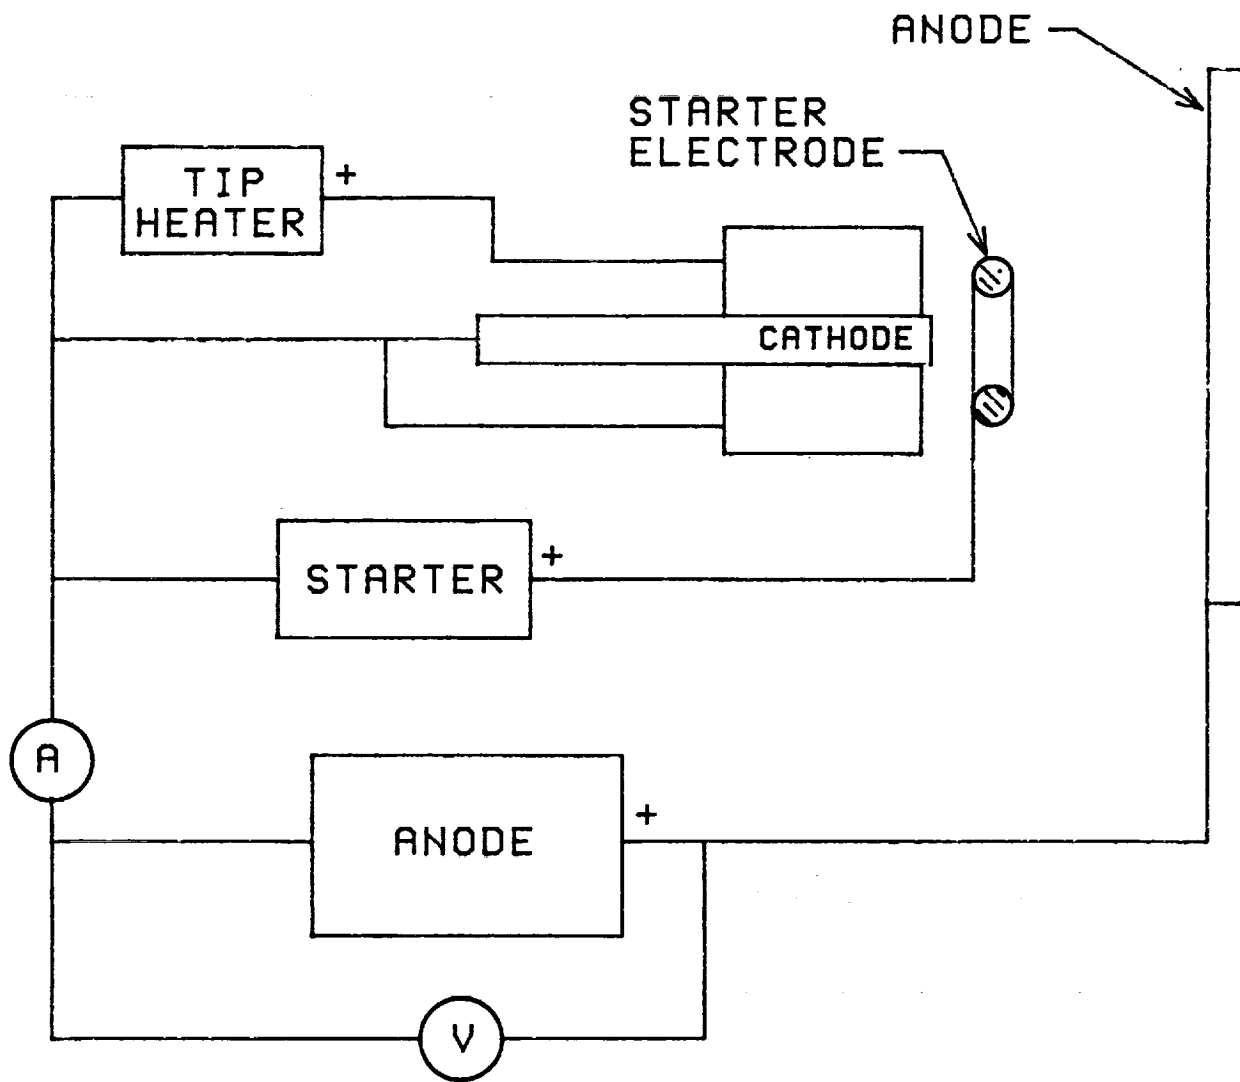 ANODE
STARTER
ELECTRODE
TIP
HEATER
+
CATHODE
STARTER
+
A
ANODE
+
V